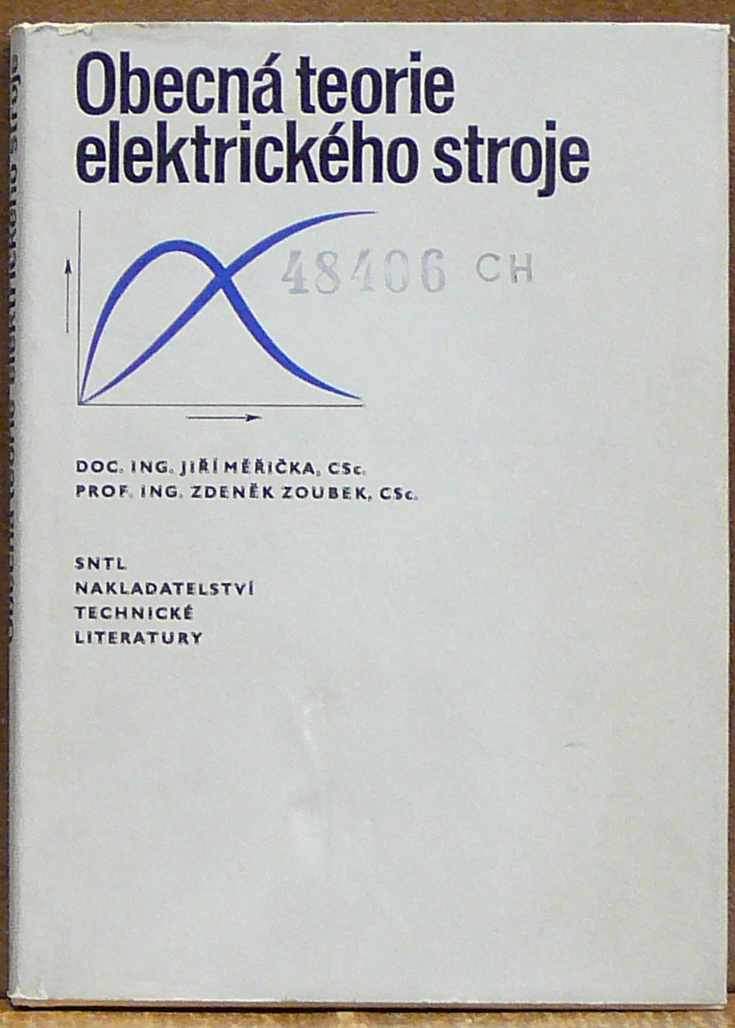 Obecná teorie
elektrického stroje
48406 CH
DOC. ING. JIŘÍ MĚŘIČKA, CSc.
PROF. ING. ZDENĚK ZOUBEK, CSc.
SNTL
NAKLADATELSTVÍ
TECHNICKÉ
LITERATURY